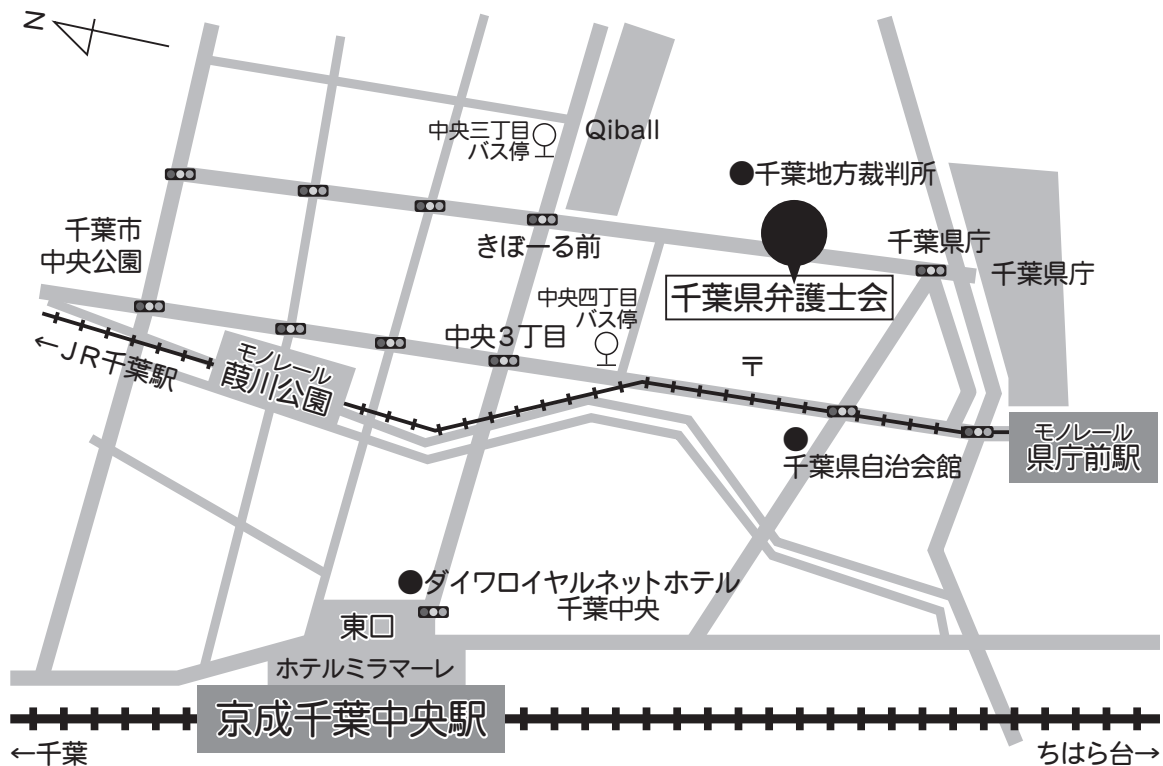 N
中央三丁目
バス停
Qiball
千葉地方裁判所
千葉市
中央公園
きぼーる前
千葉県庁
千葉県庁
千葉県弁護士会
中央四丁目
バス停
中央3丁目
←JR千葉駅
モノレール
葭川公園
〒
千葉県自治会館
モノレール
県庁前駅
ダイワロイヤルネットホテル
千葉中央
東口
ホテルミラマーレ
京成千葉中央駅
←千葉
ちはら台→